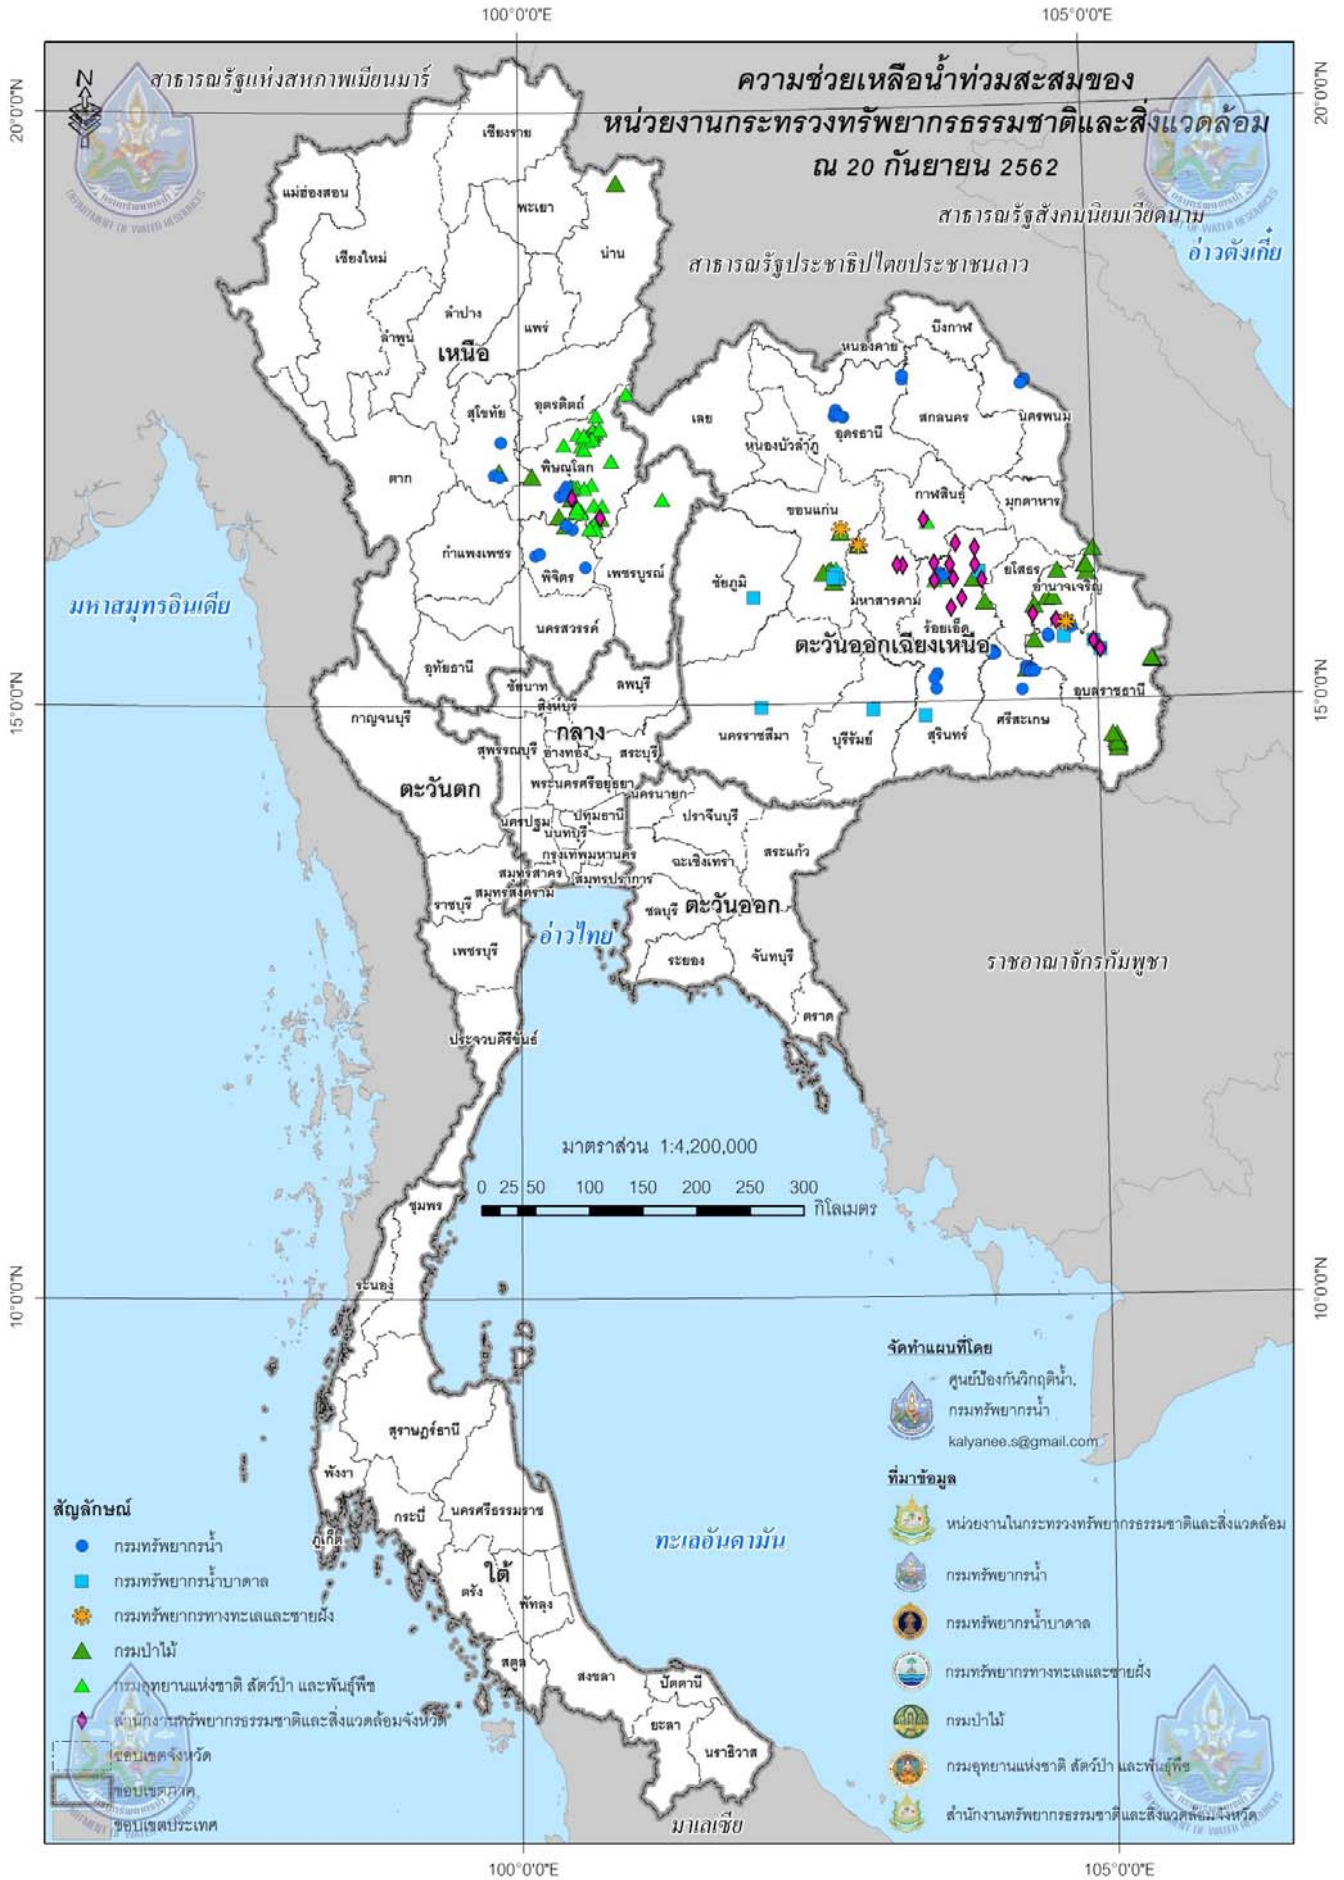 100°0'0"E
105°0'0"E
20°0'0"N
20°0'0"N
N
สาธารณรัฐแห่งสหภาพเมียนมาร์
ความช่วยเหลือน้ำท่วมสะสมของ
หน่วยงานกระทรวงทรัพยากรธรรมชาติและสิ่งแวดล้อม
ณ 20 กันยายน 2562
สาธารณรัฐสังคมนิยมเวียดนาม
อ่าวตังเกี๋ย
สาธารณรัฐประชาธิปไตยประชาชนลาว
เชียงราย
แม่ฮ่องสอน
พะเยา
น่าน
เชียงใหม่
ลำปาง
แพร่
ลำพูน
เหนือ
บึงกาฬ
หนองคาย
สุโขทัย
อุตรดิตถ์
เลย
อุดรธานี
สกลนคร
นครพนม
หนองบัวลำภู
ตาก
พิษณุโลก
ขอนแก่น
กาฬสินธุ์
มุกดาหาร
กำแพงเพชร
พิจิตร
เพชรบูรณ์
ชัยภูมิ
มหาสารคาม
ยโสธร
อำนาจเจริญ
ร้อยเอ็ด
ตะวันออกเฉียงเหนือ
มหาสมุทรอินเดีย
นครสวรรค์
อุทัยธานี
ชัยนาท
ลพบุรี
สิงห์บุรี
อุบลราชธานี
15°0'0"N
15°0'0"N
กาญจนบุรี
กลาง
นครราชสีมา
บุรีรัมย์
สุรินทร์
ศรีสะเกษ
สุพรรณบุรี
อ่างทอง
สระบุรี
ตะวันตก
พระนครศรีอยุธยา
นครนายก
ปทุมธานี
ปราจีนบุรี
นครปฐม
นนทบุรี
กรุงเทพมหานคร
ฉะเชิงเทรา
สระแก้ว
สมุทรสาคร
สมุทรปราการ
สมุทรสงคราม
ราชบุรี
ชลบุรี
ตะวันออก
อ่าวไทย
เพชรบุรี
ระยอง
จันทบุรี
ราชอาณาจักรกัมพูชา
ตราด
ประจวบคีรีขันธ์
มาตราส่วน 1:4,200,000
0 25 50 100 150 200 250 300
กิโลเมตร
ชุมพร
ระนอง
10°0'0"N
10°0'0"N
จัดทำแผนที่โดย
ศูนย์ป้องกันวิกฤติน้ำ,
กรมทรัพยากรน้ำ
kalyanee.s@gmail.com
สุราษฎร์ธานี
พังงา
กระบี่
นครศรีธรรมราช
ภูเก็ต
ใต้
ตรัง
พัทลุง
สตูล
สงขลา
ปัตตานี
ยะลา
นราธิวาส
มาเลเซีย
ทะเลอันดามัน
สัญลักษณ์
กรมทรัพยากรน้ำ
กรมทรัพยากรน้ำบาดาล
กรมทรัพยากรทางทะเลและชายฝั่ง
กรมป่าไม้
กรมอุทยานแห่งชาติ สัตว์ป่า และพันธุ์พืช
สำนักงานทรัพยากรธรรมชาติและสิ่งแวดล้อมจังหวัด
ขอบเขตจังหวัด
ขอบเขตภาค
ขอบเขตประเทศ
ที่มาข้อมูล
หน่วยงานในกระทรวงทรัพยากรธรรมชาติและสิ่งแวดล้อม
กรมทรัพยากรน้ำ
กรมทรัพยากรน้ำบาดาล
กรมทรัพยากรทางทะเลและชายฝั่ง
กรมป่าไม้
กรมอุทยานแห่งชาติ สัตว์ป่า และพันธุ์พืช
สำนักงานทรัพยากรธรรมชาติและสิ่งแวดล้อมจังหวัด
กรมทรัพยากรน้ำ
DEPARTMENT OF WATER RESOURCES
100°0'0"E
105°0'0"E